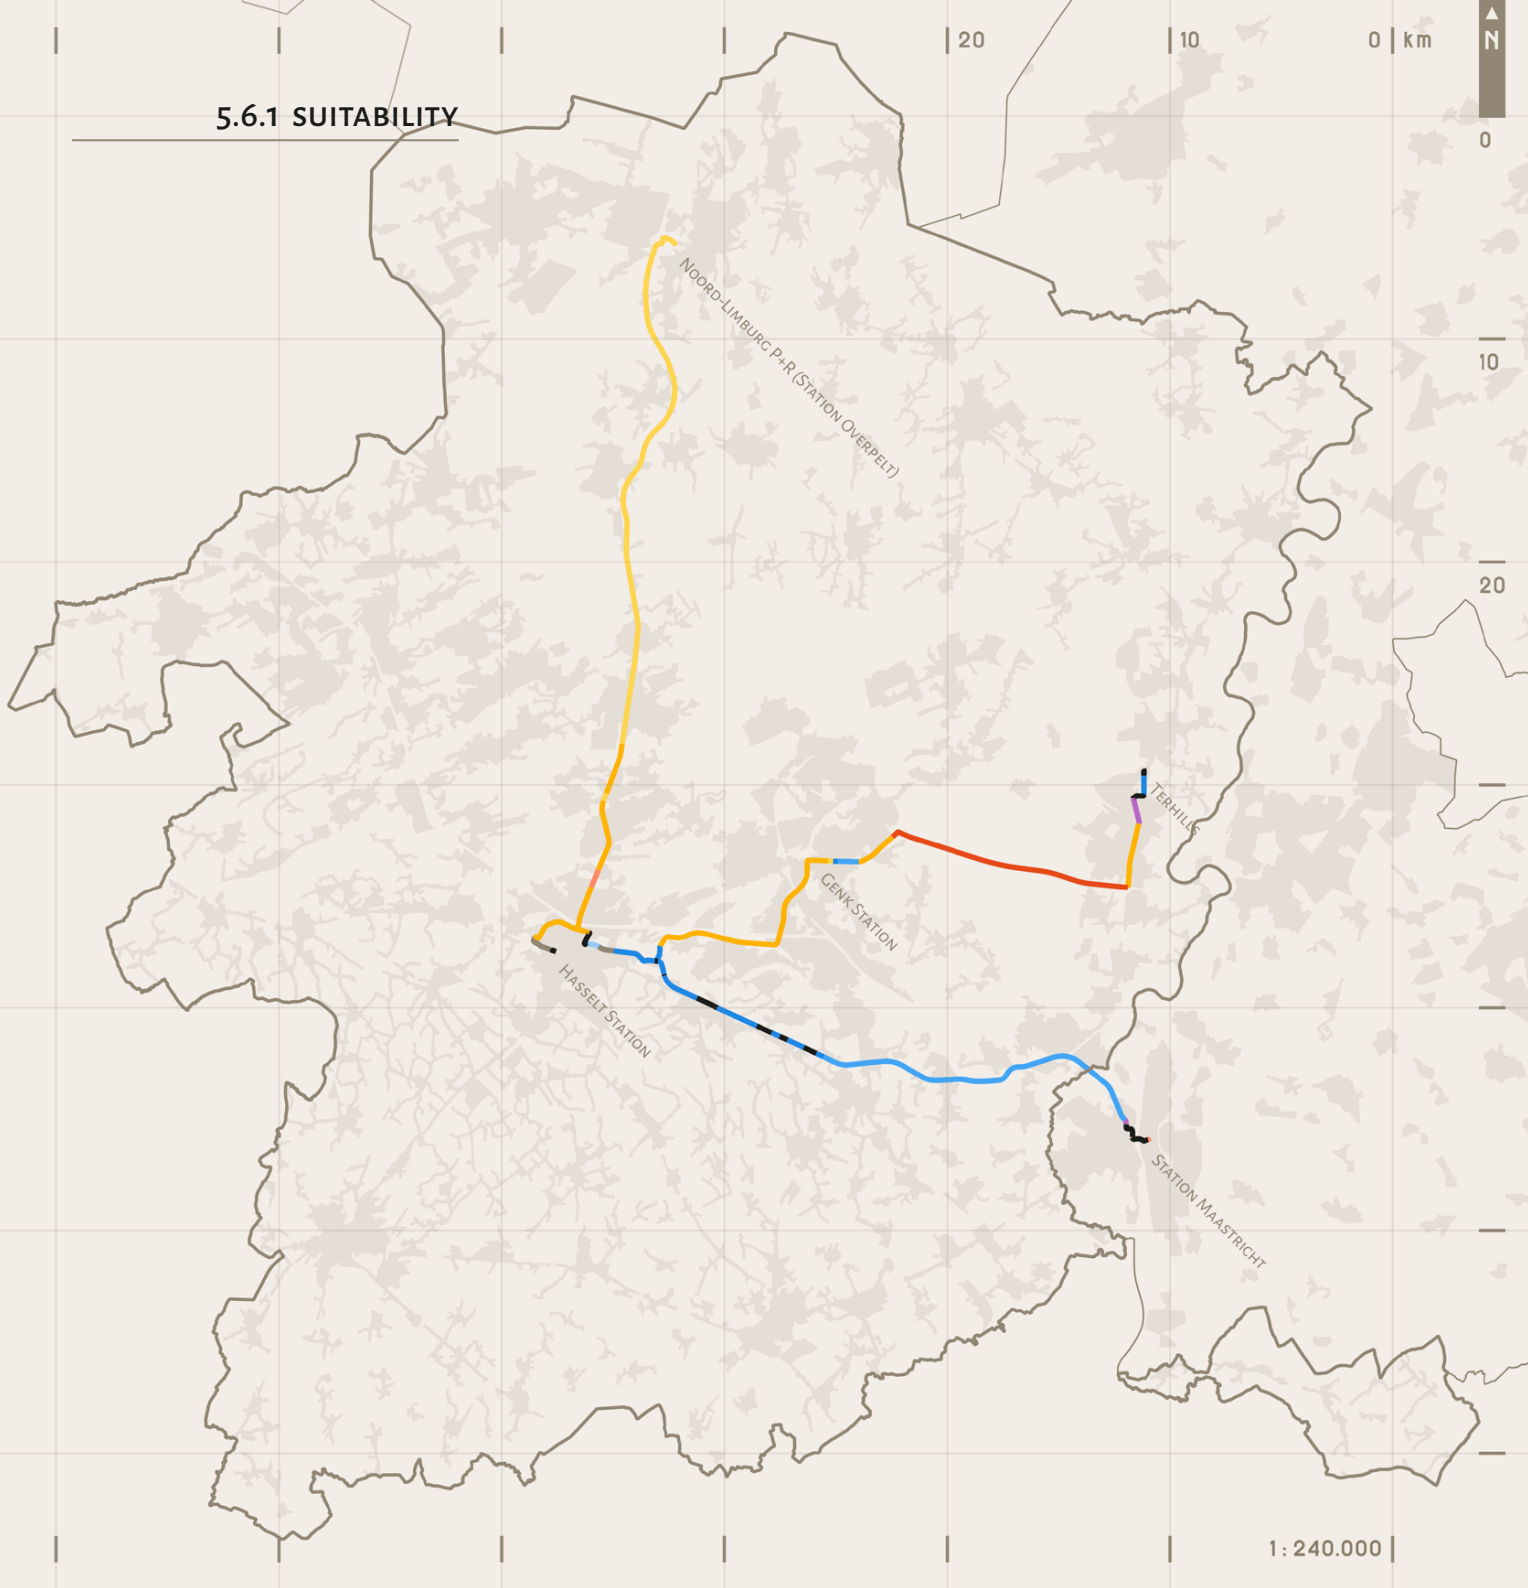 20
10
0 km
N
5.6.1 SUITABILITY
0
Noord-Limburg P+R (Station Overpelt)
10
20
Terhills
Genk Station
Hasselt Station
Station Maastricht
1:240.000